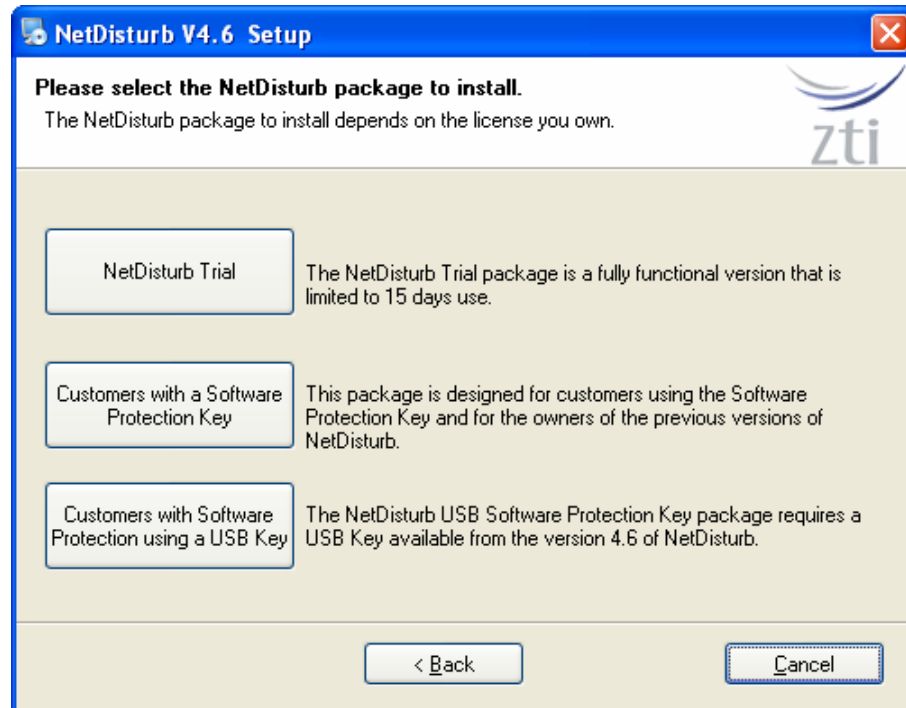 NetDisturb V4.6 Setup
Please select the NetDisturb package to install.
The NetDisturb package to install depends on the license you own.
zti
NetDisturb Trial
The NetDisturb Trial package is a fully functional version that is
limited to 15 days use.
Customers with a Software
Protection Key
This package is designed for customers using the Software
Protection Key and for the owners of the previous versions of
NetDisturb.
Customers with Software
Protection using a USB Key
The NetDisturb USB Software Protection Key package requires a
USB Key available from the version 4.6 of NetDisturb.
< Back
Cancel